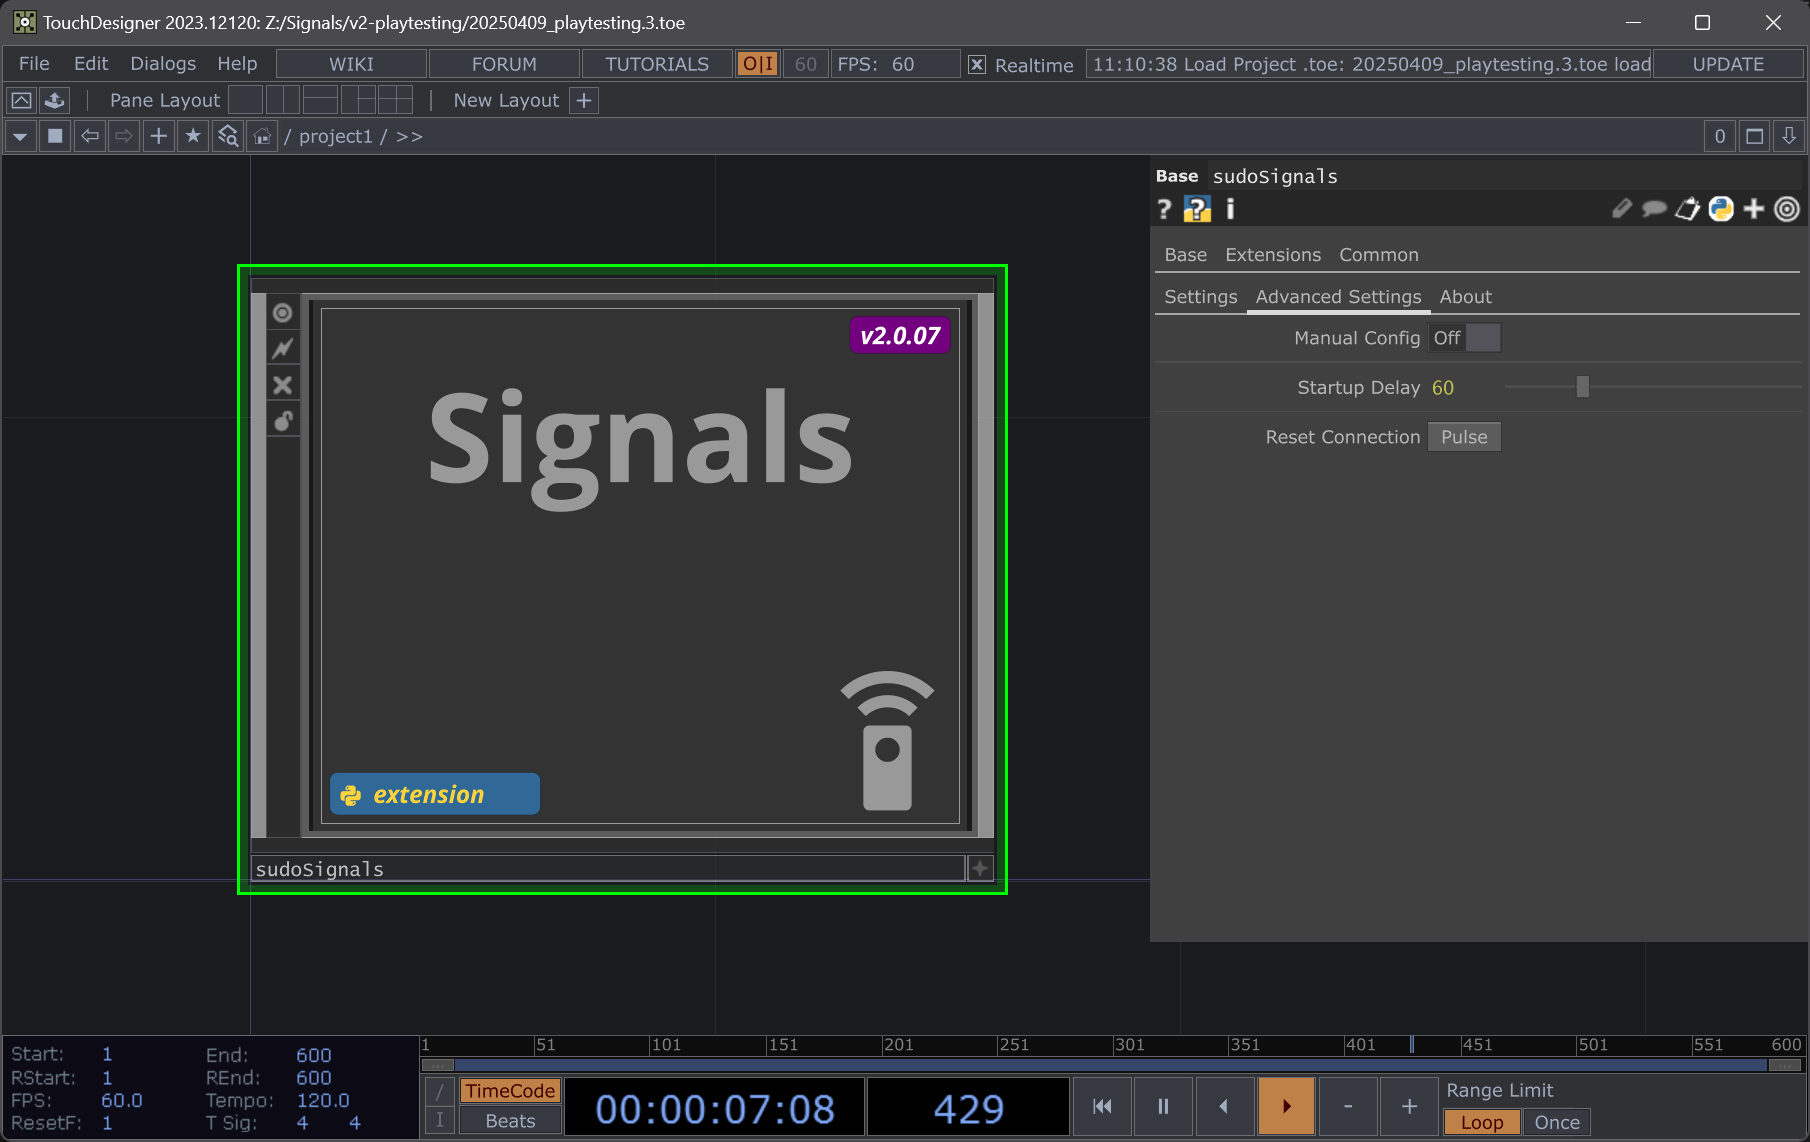 TouchDesigner 2023.12120: Z:/Signals/v2-playtesting/20250409_playtesting.3.toe
File Edit Dialogs Help WIKI FORUM TUTORIALS O|I 60 FPS: 60 Realtime 11:10:38 Load Project .toe: 20250409_playtesting.3.toe load UPDATE
Pane Layout New Layout +
/ project1 / >> 0
Base sudoSignals
? ? i
Base Extensions Common
Settings Advanced Settings About
Manual Config Off
Startup Delay 60
Reset Connection Pulse
v2.0.07
Signals
extension
sudoSignals
Start: 1 End: 600
RStart: 1 REnd: 600
FPS: 60.0 Tempo: 120.0
ResetF: 1 T Sig: 4 4
1 51 101 151 201 251 301 351 401 451 501 551 600
/ TimeCode
I Beats
00:00:07:08 429 - +
Range Limit
Loop Once